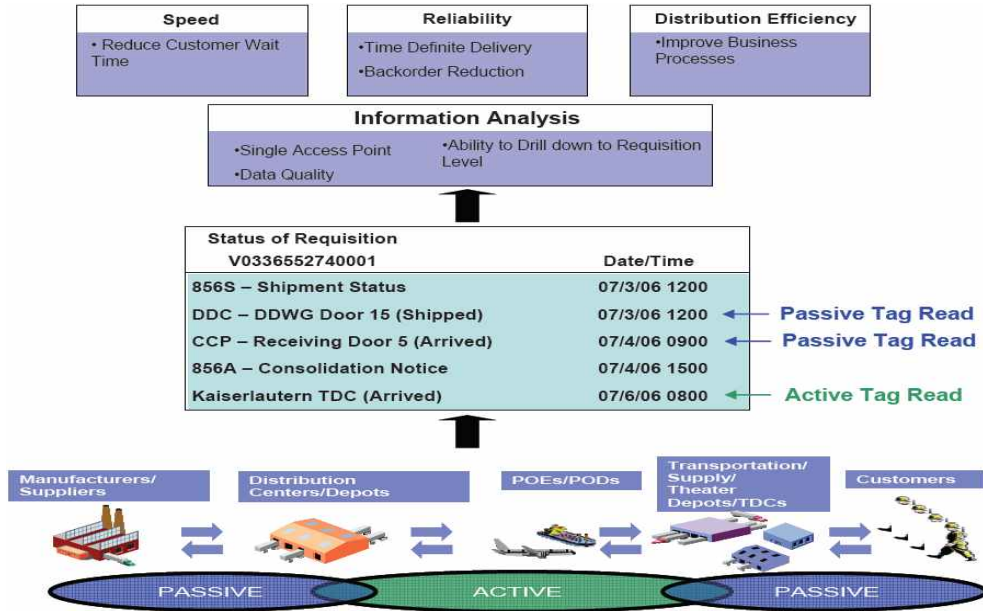 Speed
• Reduce Customer Wait
Time
Reliability
•Time Definite Delivery
•Backorder Reduction
Distribution Efficiency
•Improve Business
Processes
Information Analysis
•Single Access Point
•Data Quality
•Ability to Drill down to Requisition
Level
Status of Requisition
V0336552740001 Date/Time
856S – Shipment Status 07/3/06 1200
DDC – DDWG Door 15 (Shipped) 07/3/06 1200 Passive Tag Read
CCP – Receiving Door 5 (Arrived) 07/4/06 0900 Passive Tag Read
856A – Consolidation Notice 07/4/06 1500
Kaiserlautern TDC (Arrived) 07/6/06 0800 Active Tag Read
Manufacturers/
Suppliers
Distribution
Centers/Depots
POEs/PODs
Transportation/
Supply/
Theater
Depots/TDCs
Customers
PASSIVE
ACTIVE
PASSIVE